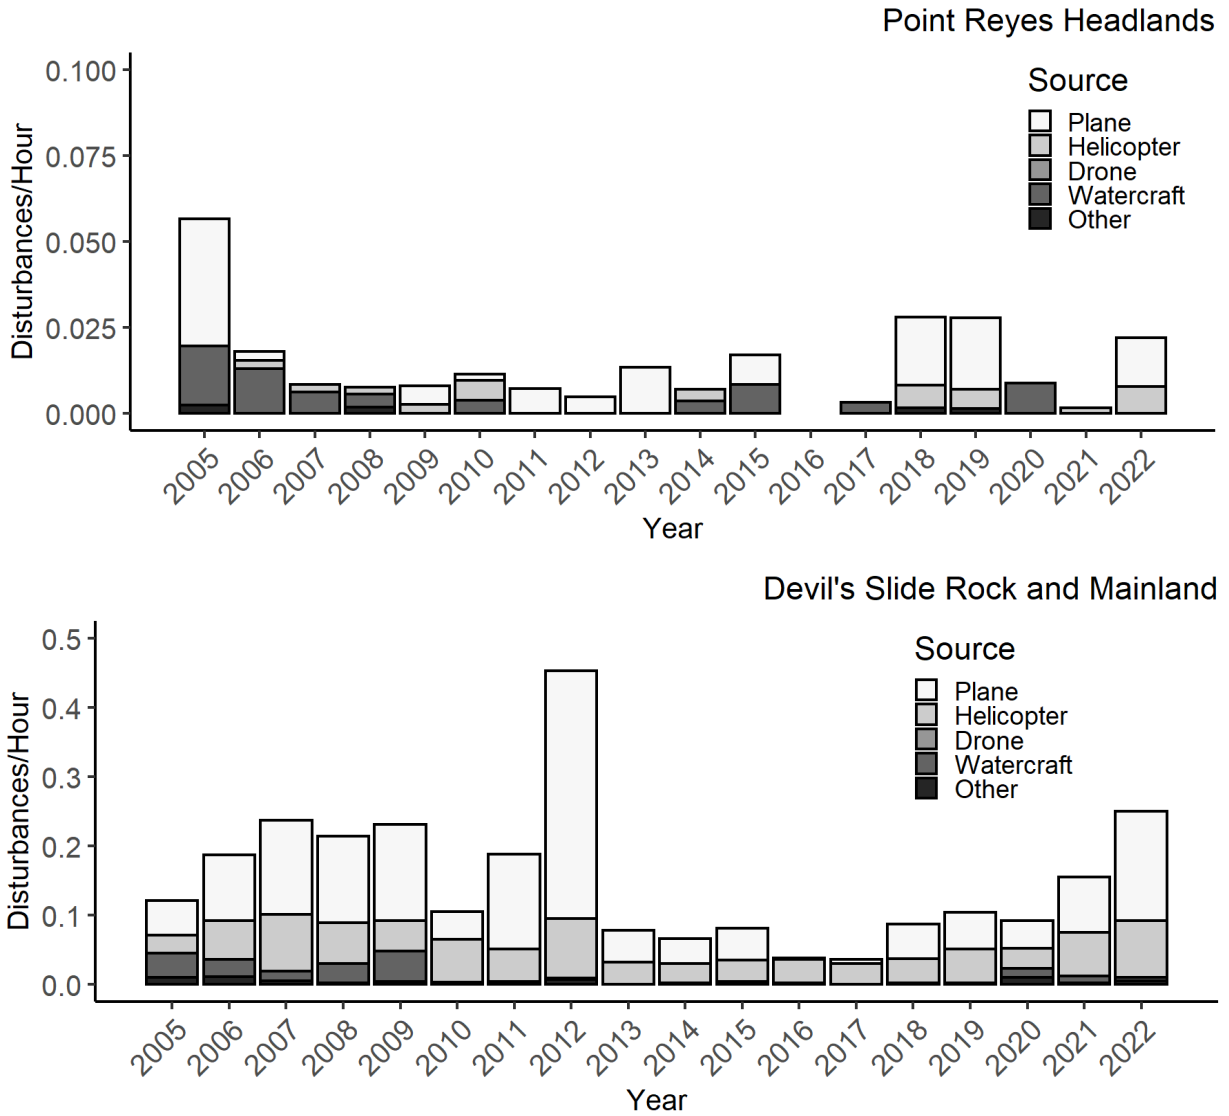 Point Reyes Headlands
Disturbances/Hour
0.100
0.075
0.050
0.025
0.000
Source
Plane
Helicopter
Drone
Watercraft
Other
2005 2006 2007 2008 2009 2010 2011 2012 2013 2014 2015 2016 2017 2018 2019 2020 2021 2022
Year
Devil's Slide Rock and Mainland
Disturbances/Hour
0.5
0.4
0.3
0.2
0.1
0.0
Source
Plane
Helicopter
Drone
Watercraft
Other
2005 2006 2007 2008 2009 2010 2011 2012 2013 2014 2015 2016 2017 2018 2019 2020 2021 2022
Year